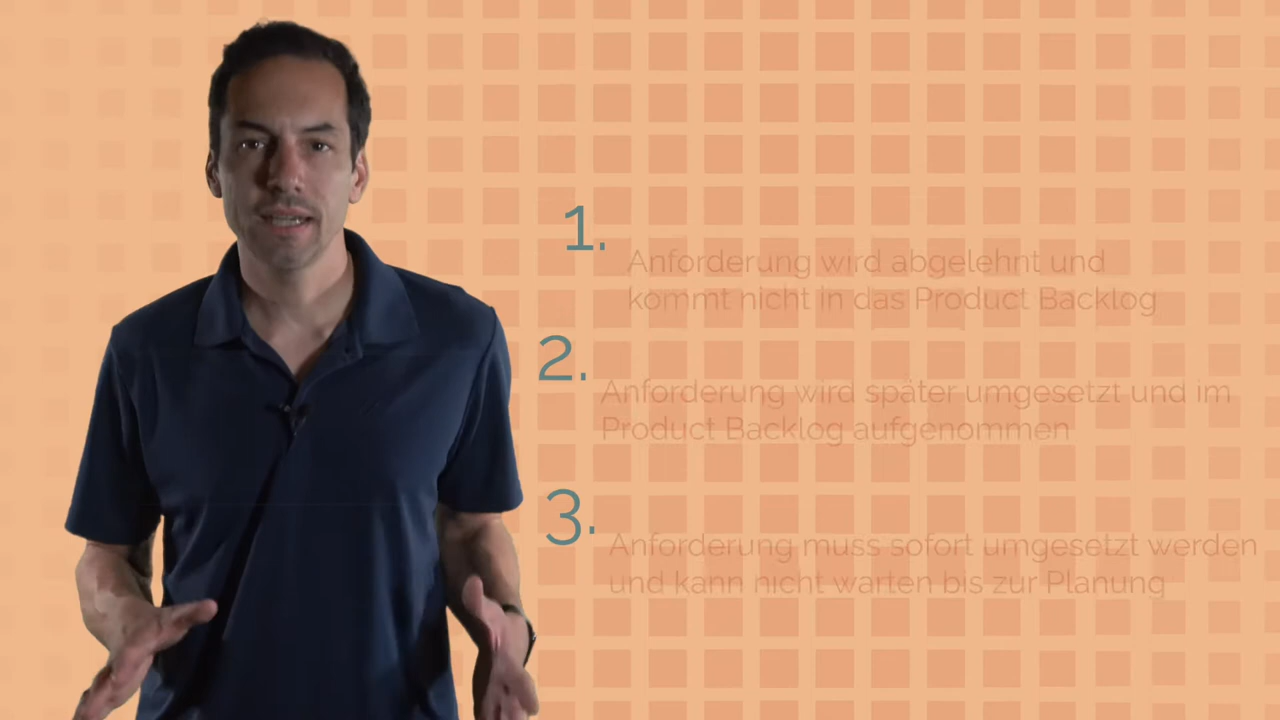 1.
Anforderung wird abgelehnt und
kommt nicht in das Product Backlog
2.
Anforderung wird später umgesetzt und im
Product Backlog aufgenommen
3.
Anforderung muss sofort umgesetzt werden
und kann nicht warten bis zur Planung